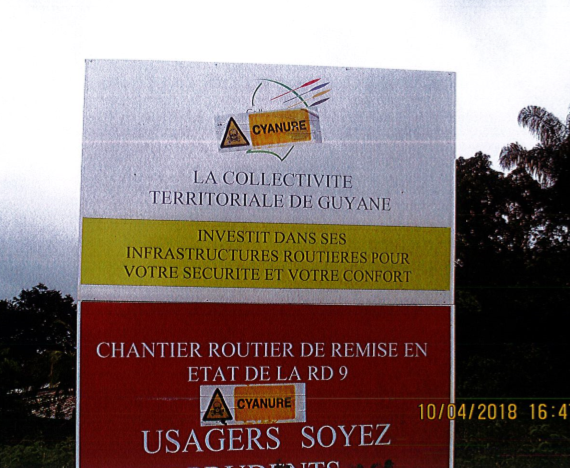 CYANURE
LA COLLECTIVITE
TERRITORIALE DE GUYANE
INVESTIT DANS SES
INFRASTRUCTURES ROUTIERES POUR
VOTRE SECURITE ET VOTRE CONFORT
CHANTIER ROUTIER DE REMISE EN
ETAT DE LA RD 9
CYANURE
USAGERS SOYEZ
10/04/2018 16:4